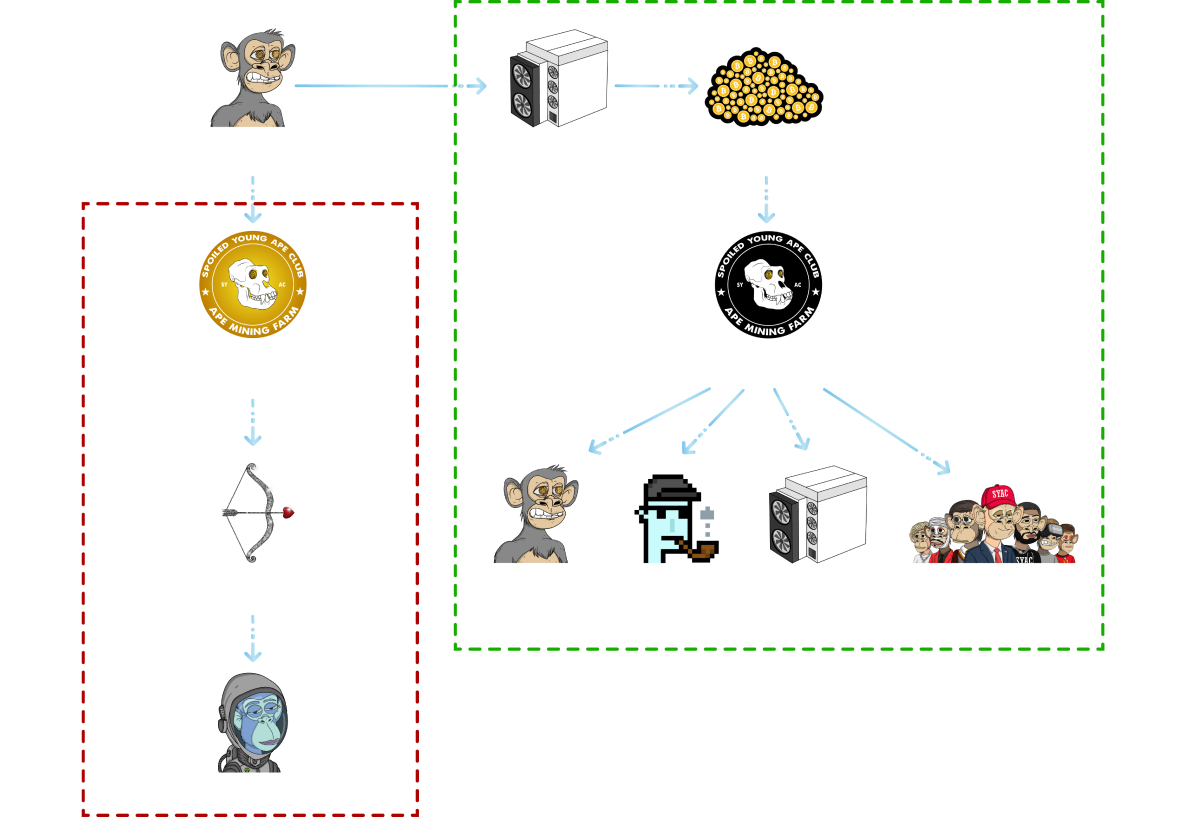 SPOILED YOUNG APE CLUB
SY AC
APE MINING FARM
SPOILED YOUNG APE CLUB
SY AC
APE MINING FARM
SYAC
SYAC